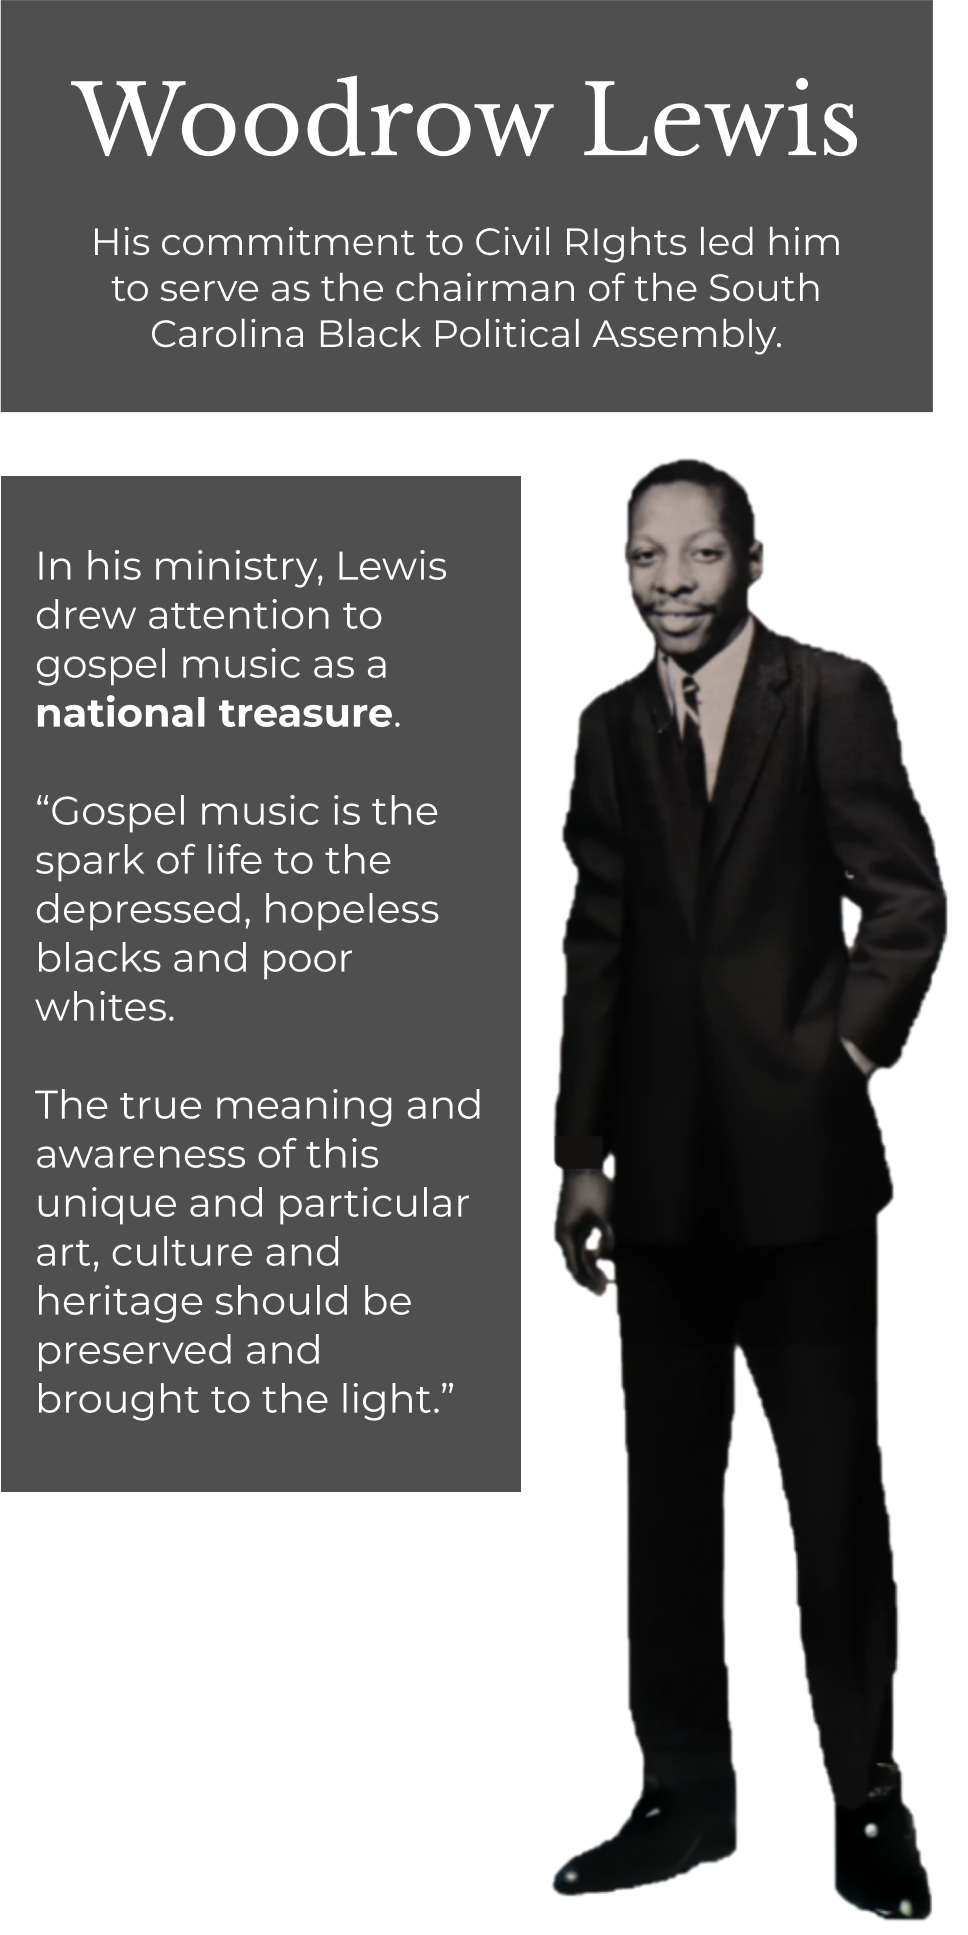 Woodrow Lewis
His commitment to Civil RIghts led him
to serve as the chairman of the South
Carolina Black Political Assembly.
In his ministry, Lewis
drew attention to
gospel music as a
national treasure.
“Gospel music is the
spark of life to the
depressed, hopeless
blacks and poor
whites.
The true meaning and
awareness of this
unique and particular
art, culture and
heritage should be
preserved and
brought to the light.”